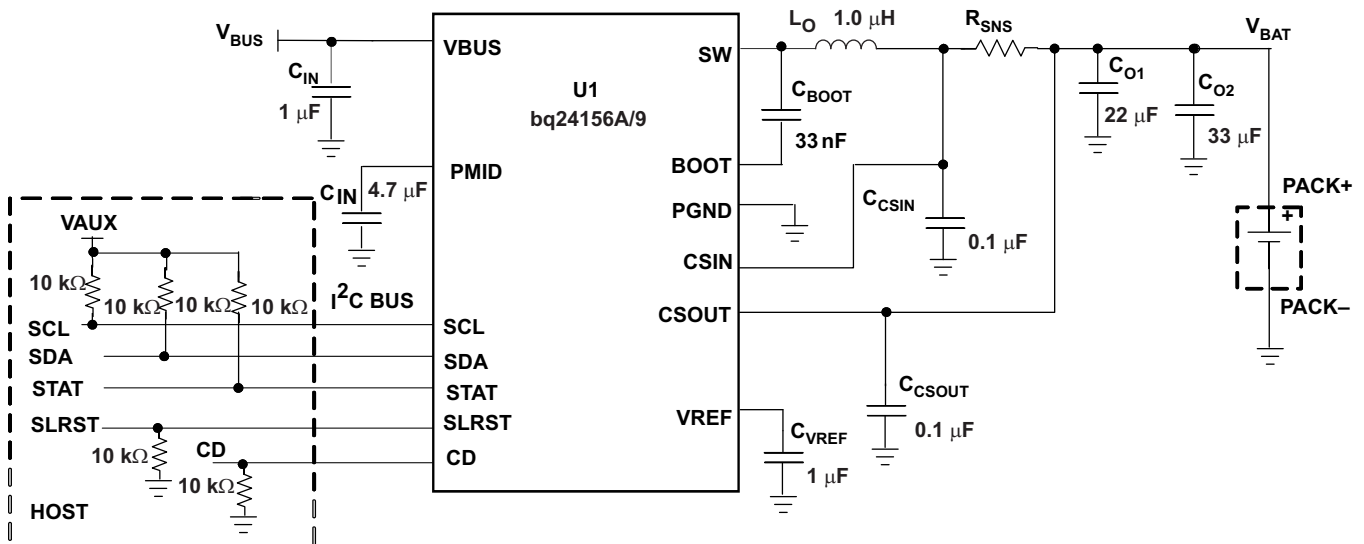 V_BUS
C_IN
1 μF
VBUS
U1
bq24156A/9
SW
L_O 1.0 μH
R_SNS
V_BAT
C_BOOT
33 nF
BOOT
C_O1
22 μF
C_O2
33 μF
PMID
C_IN 4.7 μF
PGND
C_CSIN
0.1 μF
CSIN
PACK+
+
PACK–
VAUX
10 kΩ
10 kΩ
10 kΩ
I²C BUS
SCL
SCL
SDA
SDA
STAT
STAT
SLRST
SLRST
10 kΩ
CD
CD
10 kΩ
HOST
CSOUT
C_CSOUT
0.1 μF
VREF
C_VREF
1 μF